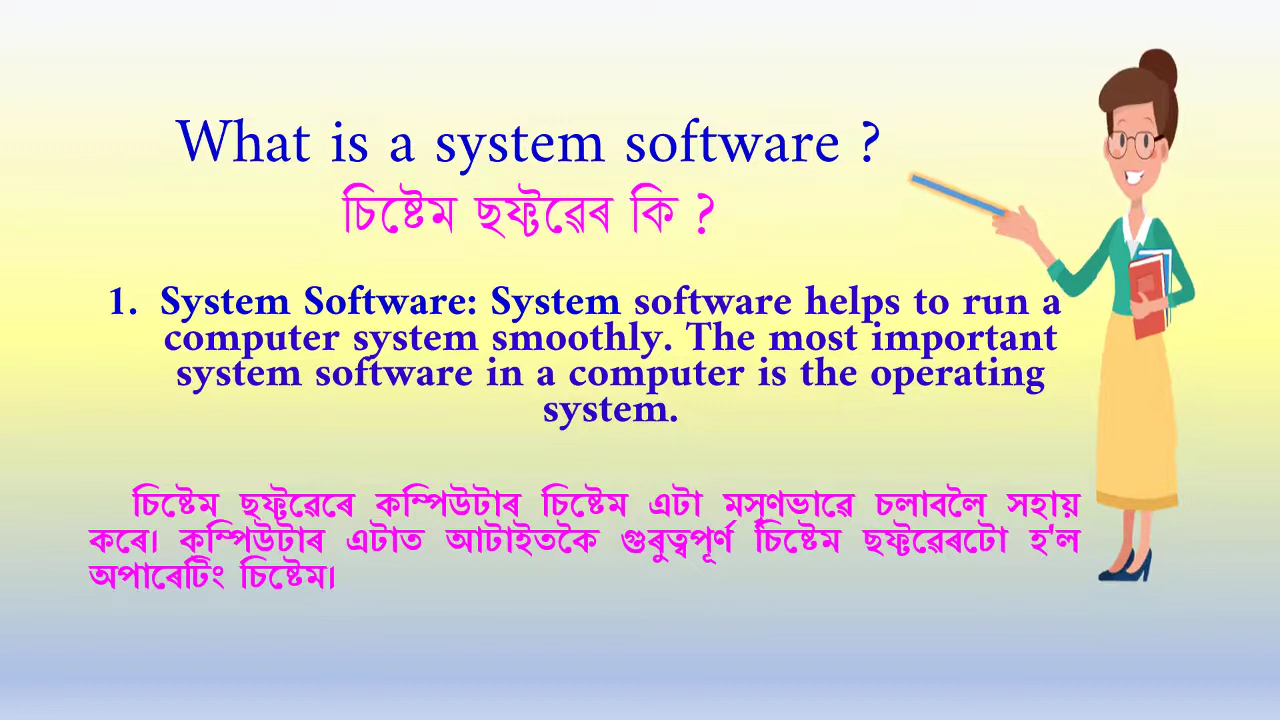 What is a system software ?
চিষ্টেম ছফ্টৱেৰ কি ?
1. System Software: System software helps to run a
computer system smoothly. The most important
system software in a computer is the operating
system.
চিষ্টেম ছফ্টৱেৰে কম্পিউটাৰ চিষ্টেম এটা মসৃণভাৱে চলাবলৈ সহায়
কৰে। কম্পিউটাৰ এটাত আটাইতকৈ গুৰুত্বপূৰ্ণ চিষ্টেম ছফ্টৱেৰটো হ'ল
অপাৰেটিং চিষ্টেম।